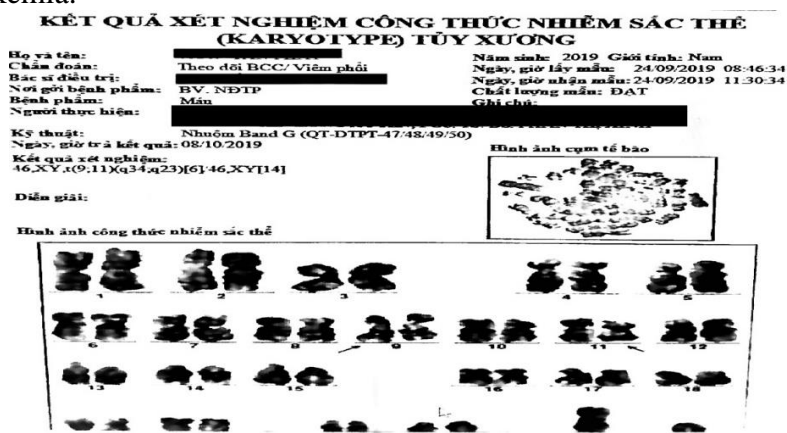 KẾT QUẢ XÉT NGHIỆM CÔNG THỨC NHIỄM SẮC THỂ
(KARYOTYPE) TỦY XƯƠNG
Họ và tên:
Năm sinh: 2019 Giới tính: Nam
Chẩn đoán: Theo dõi BCC/ Viêm phổi
Ngày, giờ lấy mẫu: 24/09/2019 08:46:34
Bác sĩ điều trị:
Ngày, giờ nhận mẫu: 24/09/2019 11:30:34
Nơi gởi bệnh phẩm: BV. NĐTP
Chất lượng mẫu: ĐẠT
Bệnh phẩm: Máu
Ghi chú:
Người thực hiện:
Kỹ thuật: Nhuộm Band G (QT-DTPT-47/48/49/50)
Ngày, giờ trả kết quả: 08/10/2019
Hình ảnh cụm tế bào
Kết quả xét nghiệm:
46,XY,t(9;11)(q34;q23)[6]/46,XY[14]
Diễn giải:
Hình ảnh công thức nhiễm sắc thể
1 2 3 4 5
6 7 8 9 10 11 12
13 14 15 16 17 18